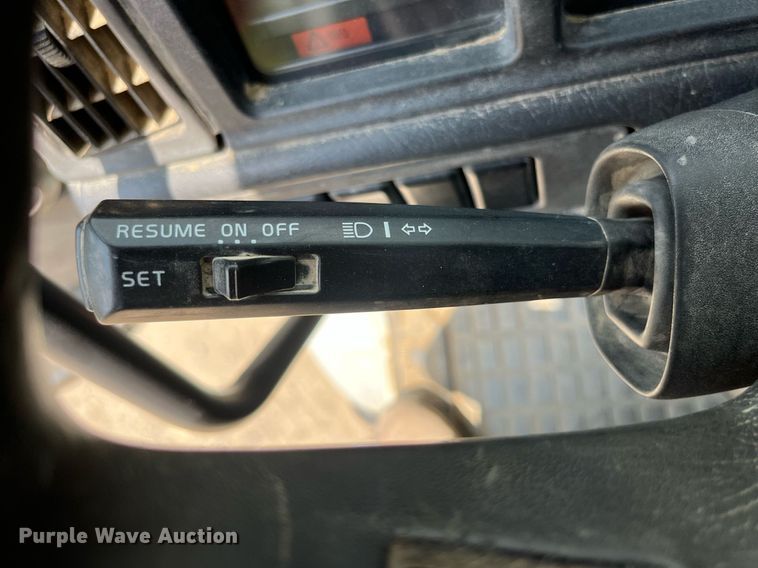 RESUME ON OFF
SET
Purple Wave Auction